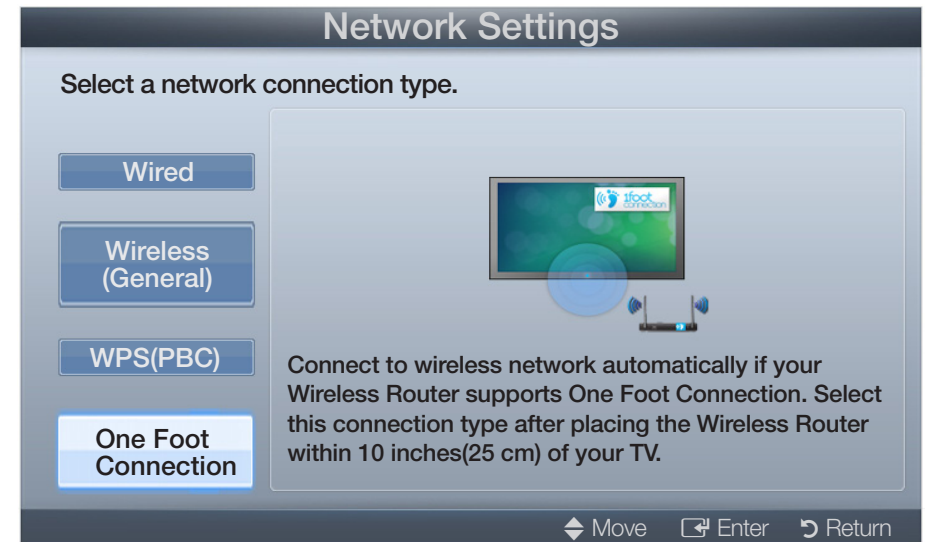 Network Settings
Select a network connection type.
Wired
Wireless
(General)
WPS(PBC)
One Foot
Connection
1foot
connection
Connect to wireless network automatically if your
Wireless Router supports One Foot Connection. Select
this connection type after placing the Wireless Router
within 10 inches(25 cm) of your TV.
Move Enter Return